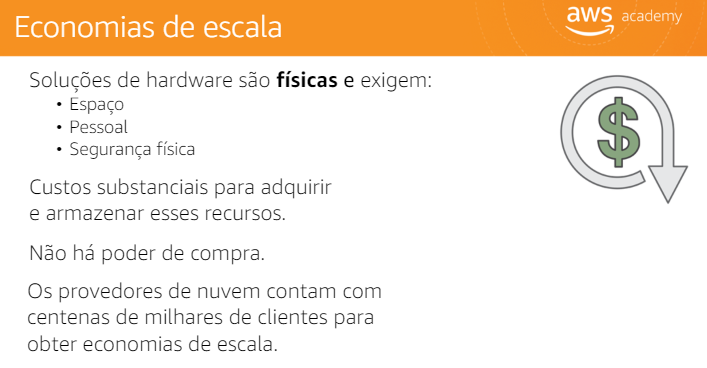 Economias de escala
aws academy
Soluções de hardware são físicas e exigem:
• Espaço
• Pessoal
• Segurança física
Custos substanciais para adquirir
e armazenar esses recursos.
Não há poder de compra.
Os provedores de nuvem contam com
centenas de milhares de clientes para
obter economias de escala.
$